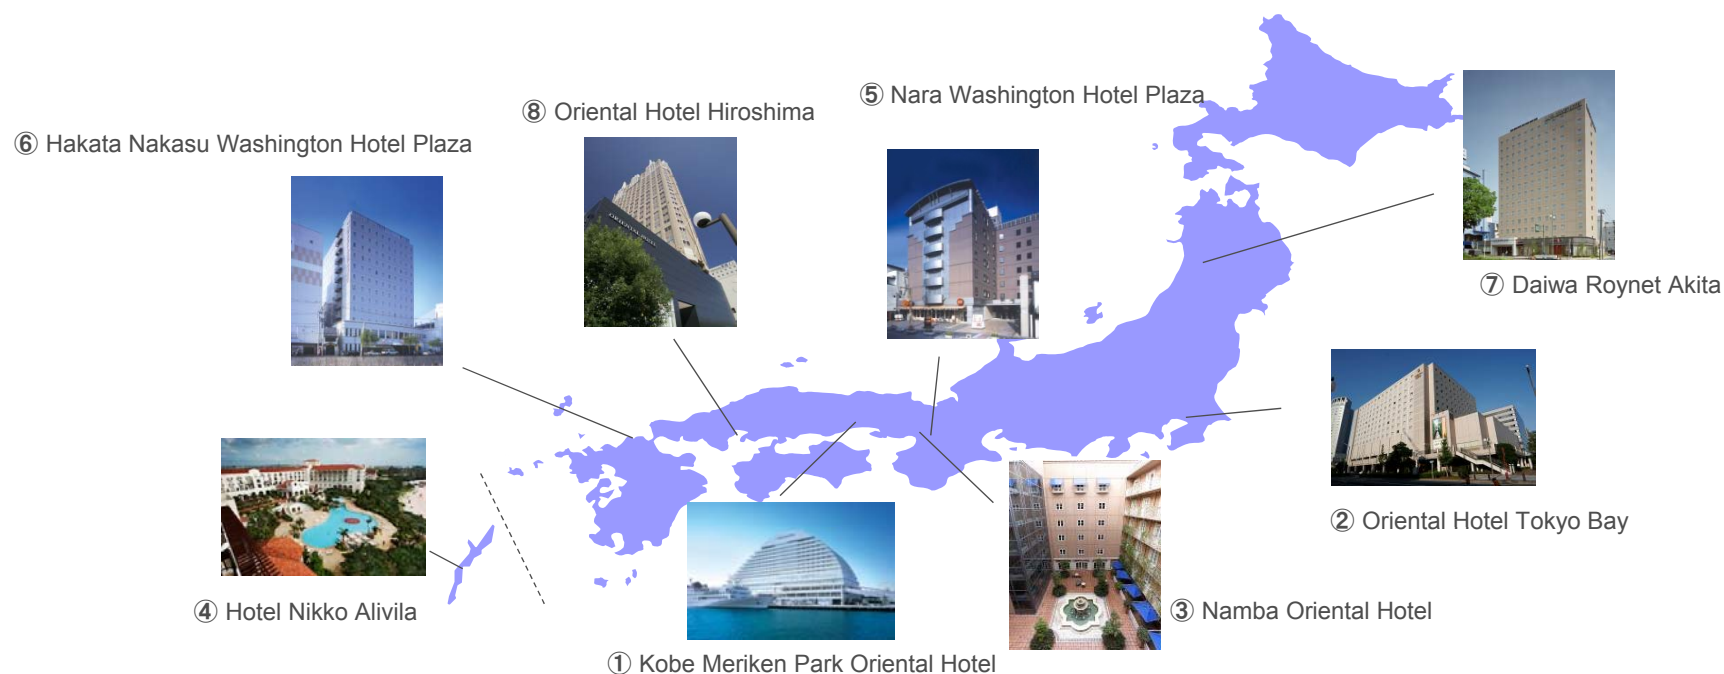 ⑤ Nara Washington Hotel Plaza
⑧ Oriental Hotel Hiroshima
⑥ Hakata Nakasu Washington Hotel Plaza
ORIENTAL HOTEL
⑦ Daiwa Roynet Akita
② Oriental Hotel Tokyo Bay
④ Hotel Nikko Alivila
③ Namba Oriental Hotel
① Kobe Meriken Park Oriental Hotel